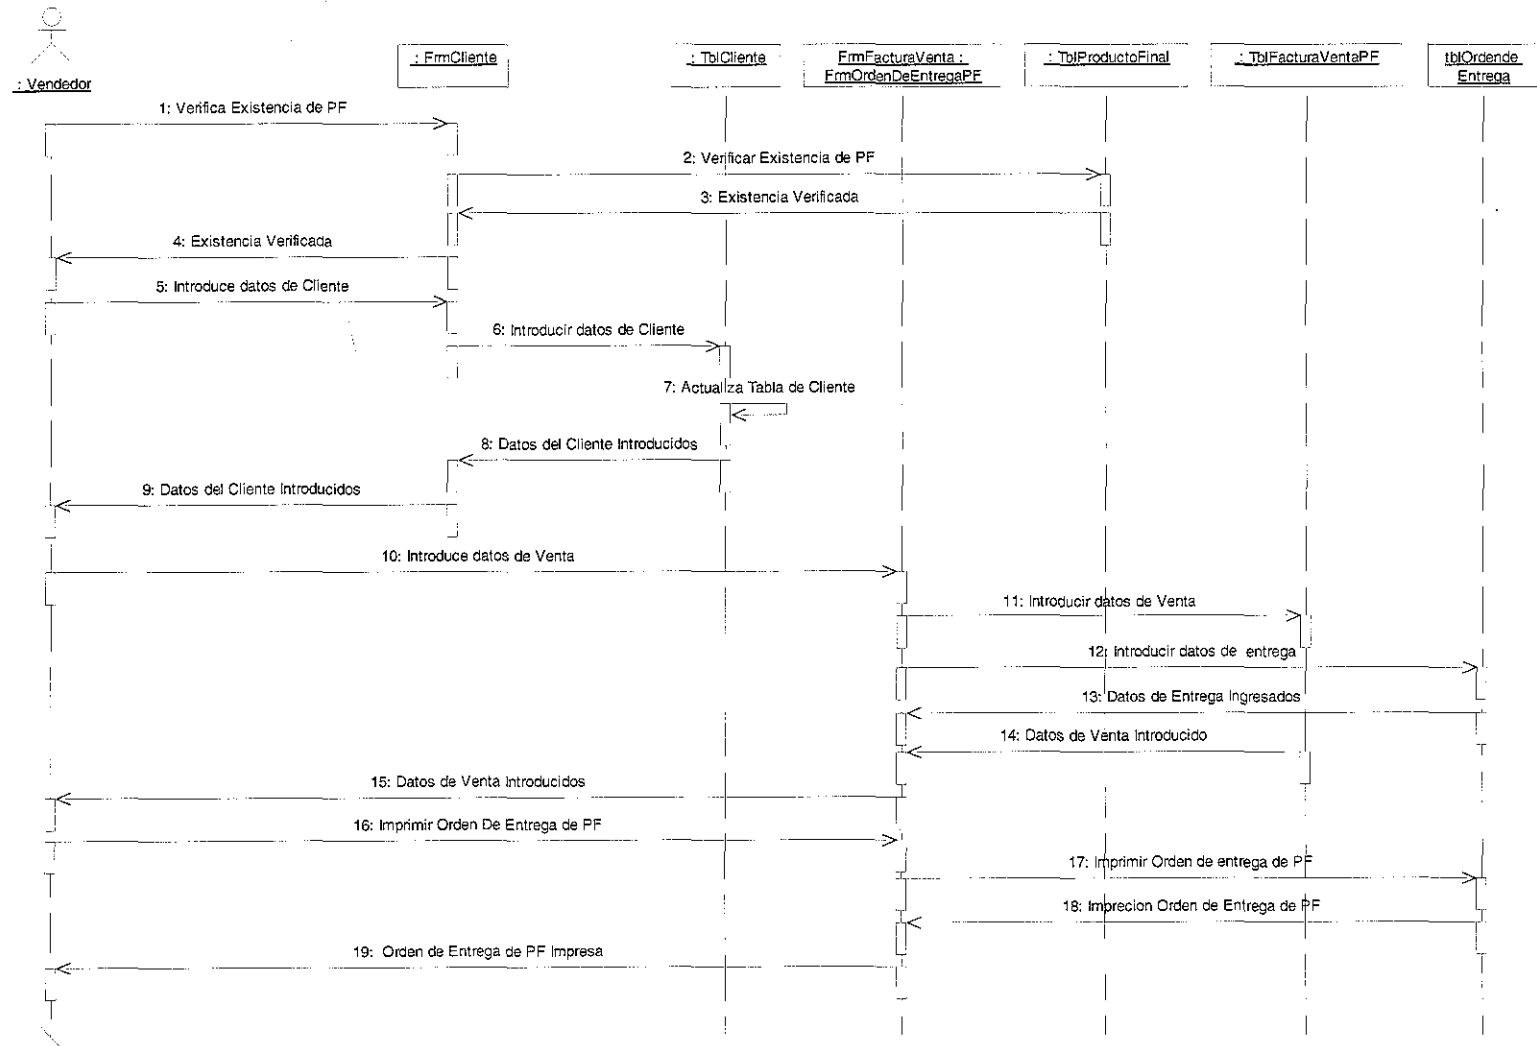 : Vendedor
: FrmCliente
: TblCliente
FrmFacturaVenta :
FrmOrdenDeEntregaPF
: TblProductoFinal
: TblFacturaVentaPF
tblOrdende
Entrega
1: Verifica Existencia de PF
2: Verificar Existencia de PF
3: Existencia Verificada
4: Existencia Verificada
5: Introduce datos de Cliente
6: Introducir datos de Cliente
7: Actualiza Tabla de Cliente
8: Datos del Cliente Introducidos
9: Datos del Cliente Introducidos
10: Introduce datos de Venta
11: Introducir datos de Venta
12: Introducir datos de entrega
13: Datos de Entrega Ingresados
14: Datos de Venta Introducido
15: Datos de Venta Introducidos
16: Imprimir Orden De Entrega de PF
17: Imprimir Orden de entrega de PF
18: Imprecion Orden de Entrega de PF
19: Orden de Entrega de PF Impresa